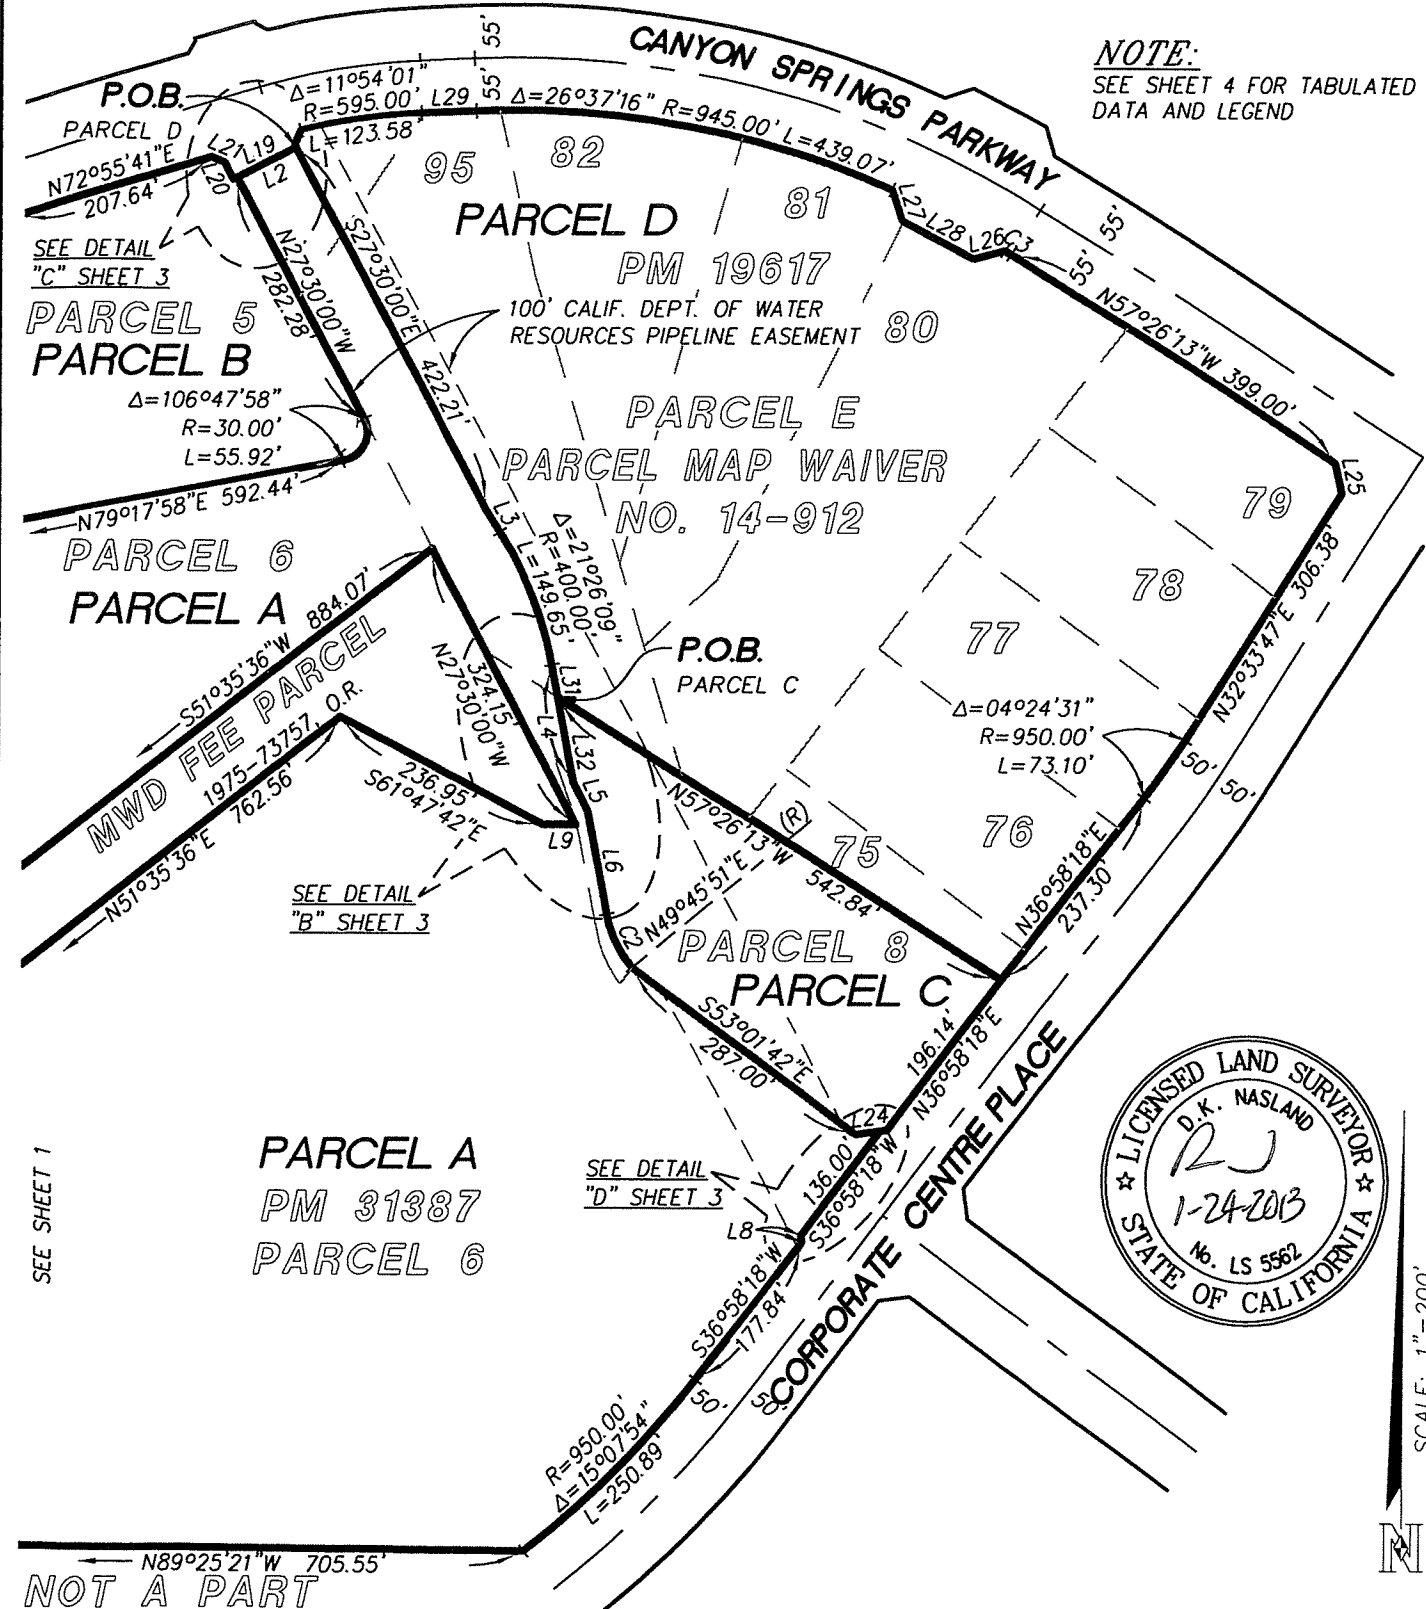 NOTE:
SEE SHEET 4 FOR TABULATED
DATA AND LEGEND
CANYON SPRINGS PARKWAY
55'
55'
P.O.B.
PARCEL D
Δ=11°54'01"
R=595.00'
L=123.58'
L29
Δ=26°37'16" R=945.00' L=439.07'
N72°55'41"E
207.64'
L20
L19
L2
L27
L28
L26
C3
55'
55'
SEE DETAIL
"C" SHEET 3
95
82
81
80
PARCEL D
PM 19617
100' CALIF. DEPT. OF WATER
RESOURCES PIPELINE EASEMENT
N27°30'00"W
282.28'
S27°30'00"E
422.21'
N57°26'13"W 399.00'
PARCEL 5
PARCEL B
Δ=106°47'58"
R=30.00'
L=55.92'
N79°17'58"E 592.44'
PARCEL E
PARCEL MAP WAIVER
NO. 14-912
L25
79
78
77
76
75
PARCEL 6
PARCEL A
L3
Δ=21°26'09"
R=400.00'
L=149.65'
S51°35'36"W 884.07'
MWD FEE PARCEL
1975-73757, O.R.
N51°35'36"E 762.56'
N27°30'00"W
324.15'
236.95'
S61°47'42"E
P.O.B.
PARCEL C
L31
L4
L32
L5
L6
L9
C2
N32°33'47"E 306.38'
Δ=04°24'31"
R=950.00'
L=73.10'
50'
50'
N57°26'13"W
542.84'
N49°45'51"E (R)
N36°58'18"E
237.30'
SEE DETAIL
"B" SHEET 3
PARCEL 8
PARCEL C
S53°01'42"E
287.00'
196.14'
N36°58'18"E
L24
CORPORATE CENTRE PLACE
SEE DETAIL
"D" SHEET 3
136.00'
S36°58'18"W
L8
S36°58'18"W
177.84'
50'
50'
R=950.00'
Δ=15°07'54"
L=250.89'
SEE SHEET 1
PARCEL A
PM 31387
PARCEL 6
N89°25'21"W 705.55'
NOT A PART
LICENSED LAND SURVEYOR
D.K. NASLAND
1-24-2013
No. LS 5562
STATE OF CALIFORNIA
SCALE: 1"=200'
N